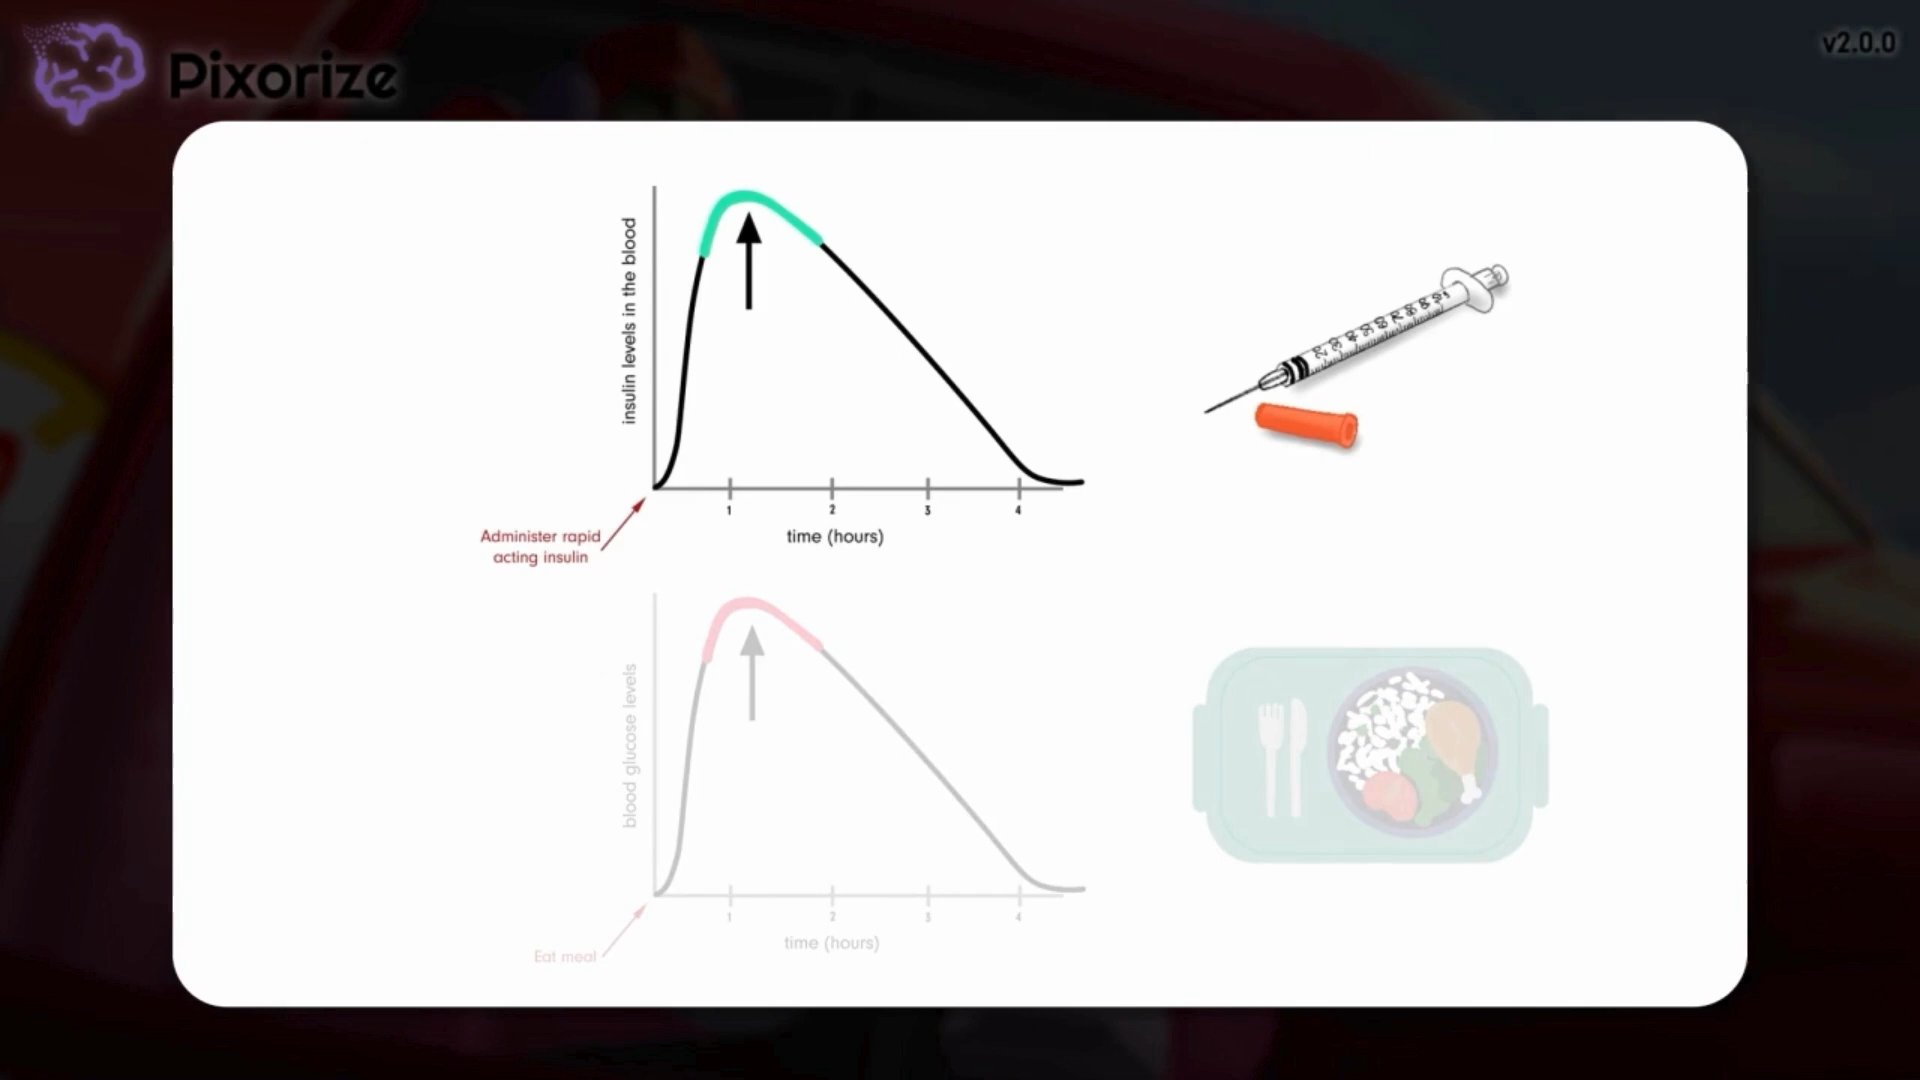 Pixorize
v2.0.0
insulin levels in the blood
1 2 3 4
time (hours)
Administer rapid
acting insulin
blood glucose levels
1 2 3 4
time (hours)
Eat meal